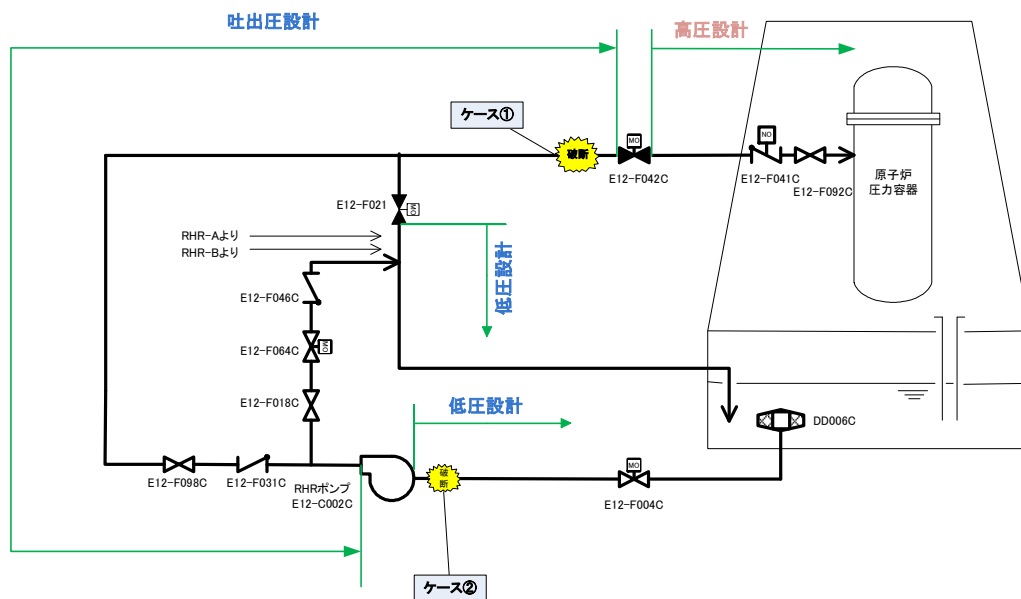 吐出圧設計
高圧設計
ケース①
破断
MO
E12-F042C
NO
E12-F041C
E12-F092C
原子炉
圧力容器
E12-F021
MO
RHR-Aより
RHR-Bより
低圧設計
E12-F046C
E12-F064C
MO
E12-F018C
低圧設計
DD006C
E12-F098C
E12-F031C
RHRポンプ
E12-C002C
破
断
MO
E12-F004C
ケース②